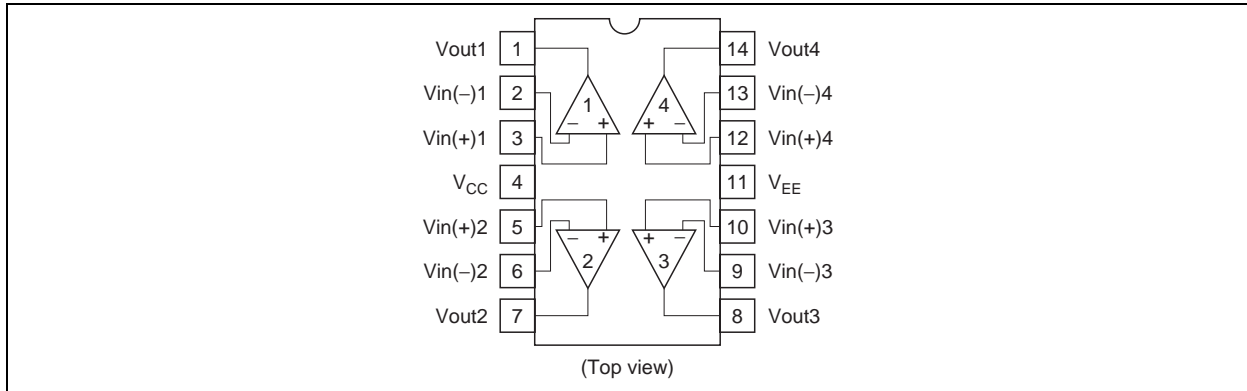 Vout1 1 14 Vout4
Vin(−)1 2 13 Vin(−)4
1 4
− + + −
Vin(+)1 3 12 Vin(+)4
VCC 4 11 VEE
Vin(+)2 5 10 Vin(+)3
− + + −
2 3
Vin(−)2 6 9 Vin(−)3
Vout2 7 8 Vout3
(Top view)